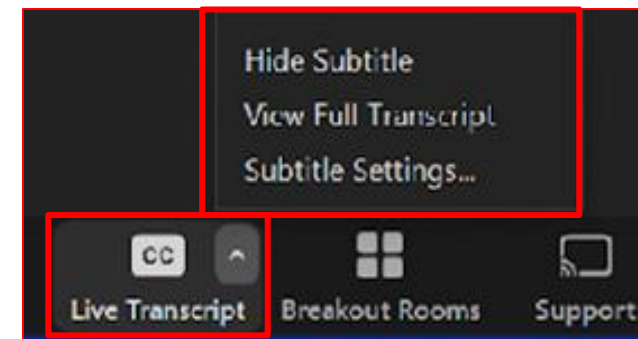 Hide Subtitle
View Full Transcript
Subtitle Settings...
CC
Live Transcript Breakout Rooms Support